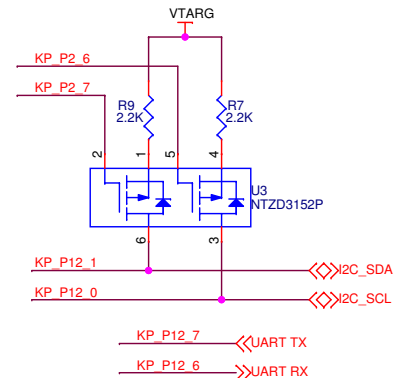 VTARG
KP_P2_6
KP_P2_7
R9
2.2K
R7
2.2K
2
1
5
4
U3
NTZD3152P
6
3
KP_P12_1
I2C_SDA
KP_P12_0
I2C_SCL
KP_P12_7
UART TX
KP_P12_6
UART RX